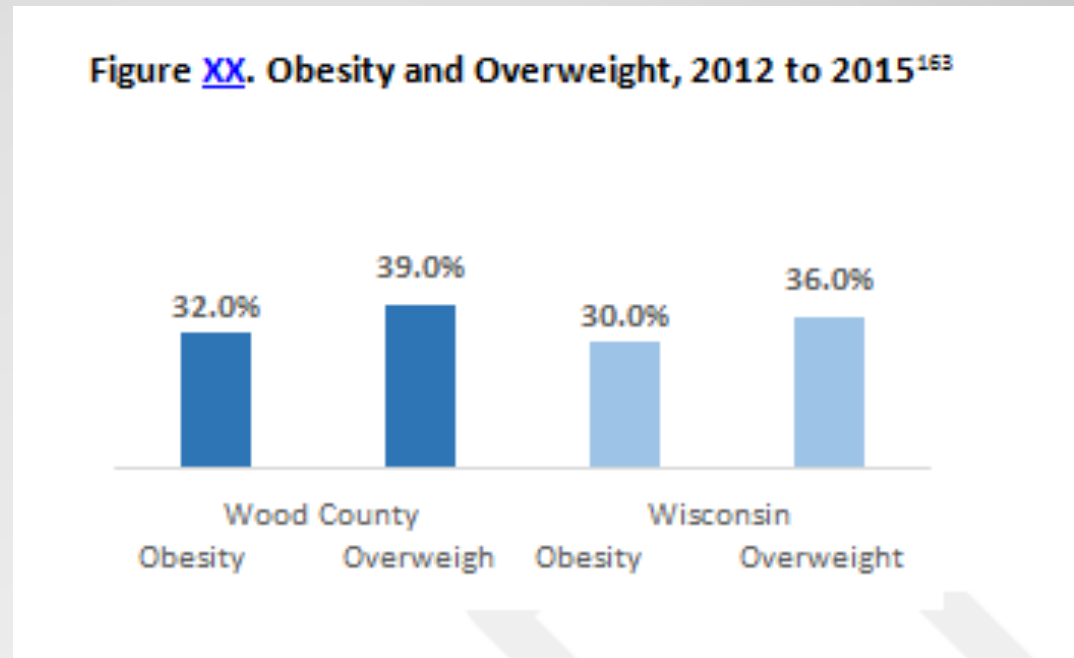 Figure XX. Obesity and Overweight, 2012 to 2015¹⁶³
39.0%
32.0%
36.0%
30.0%
Wood County
Wisconsin
Obesity
Overweigh
Obesity
Overweight